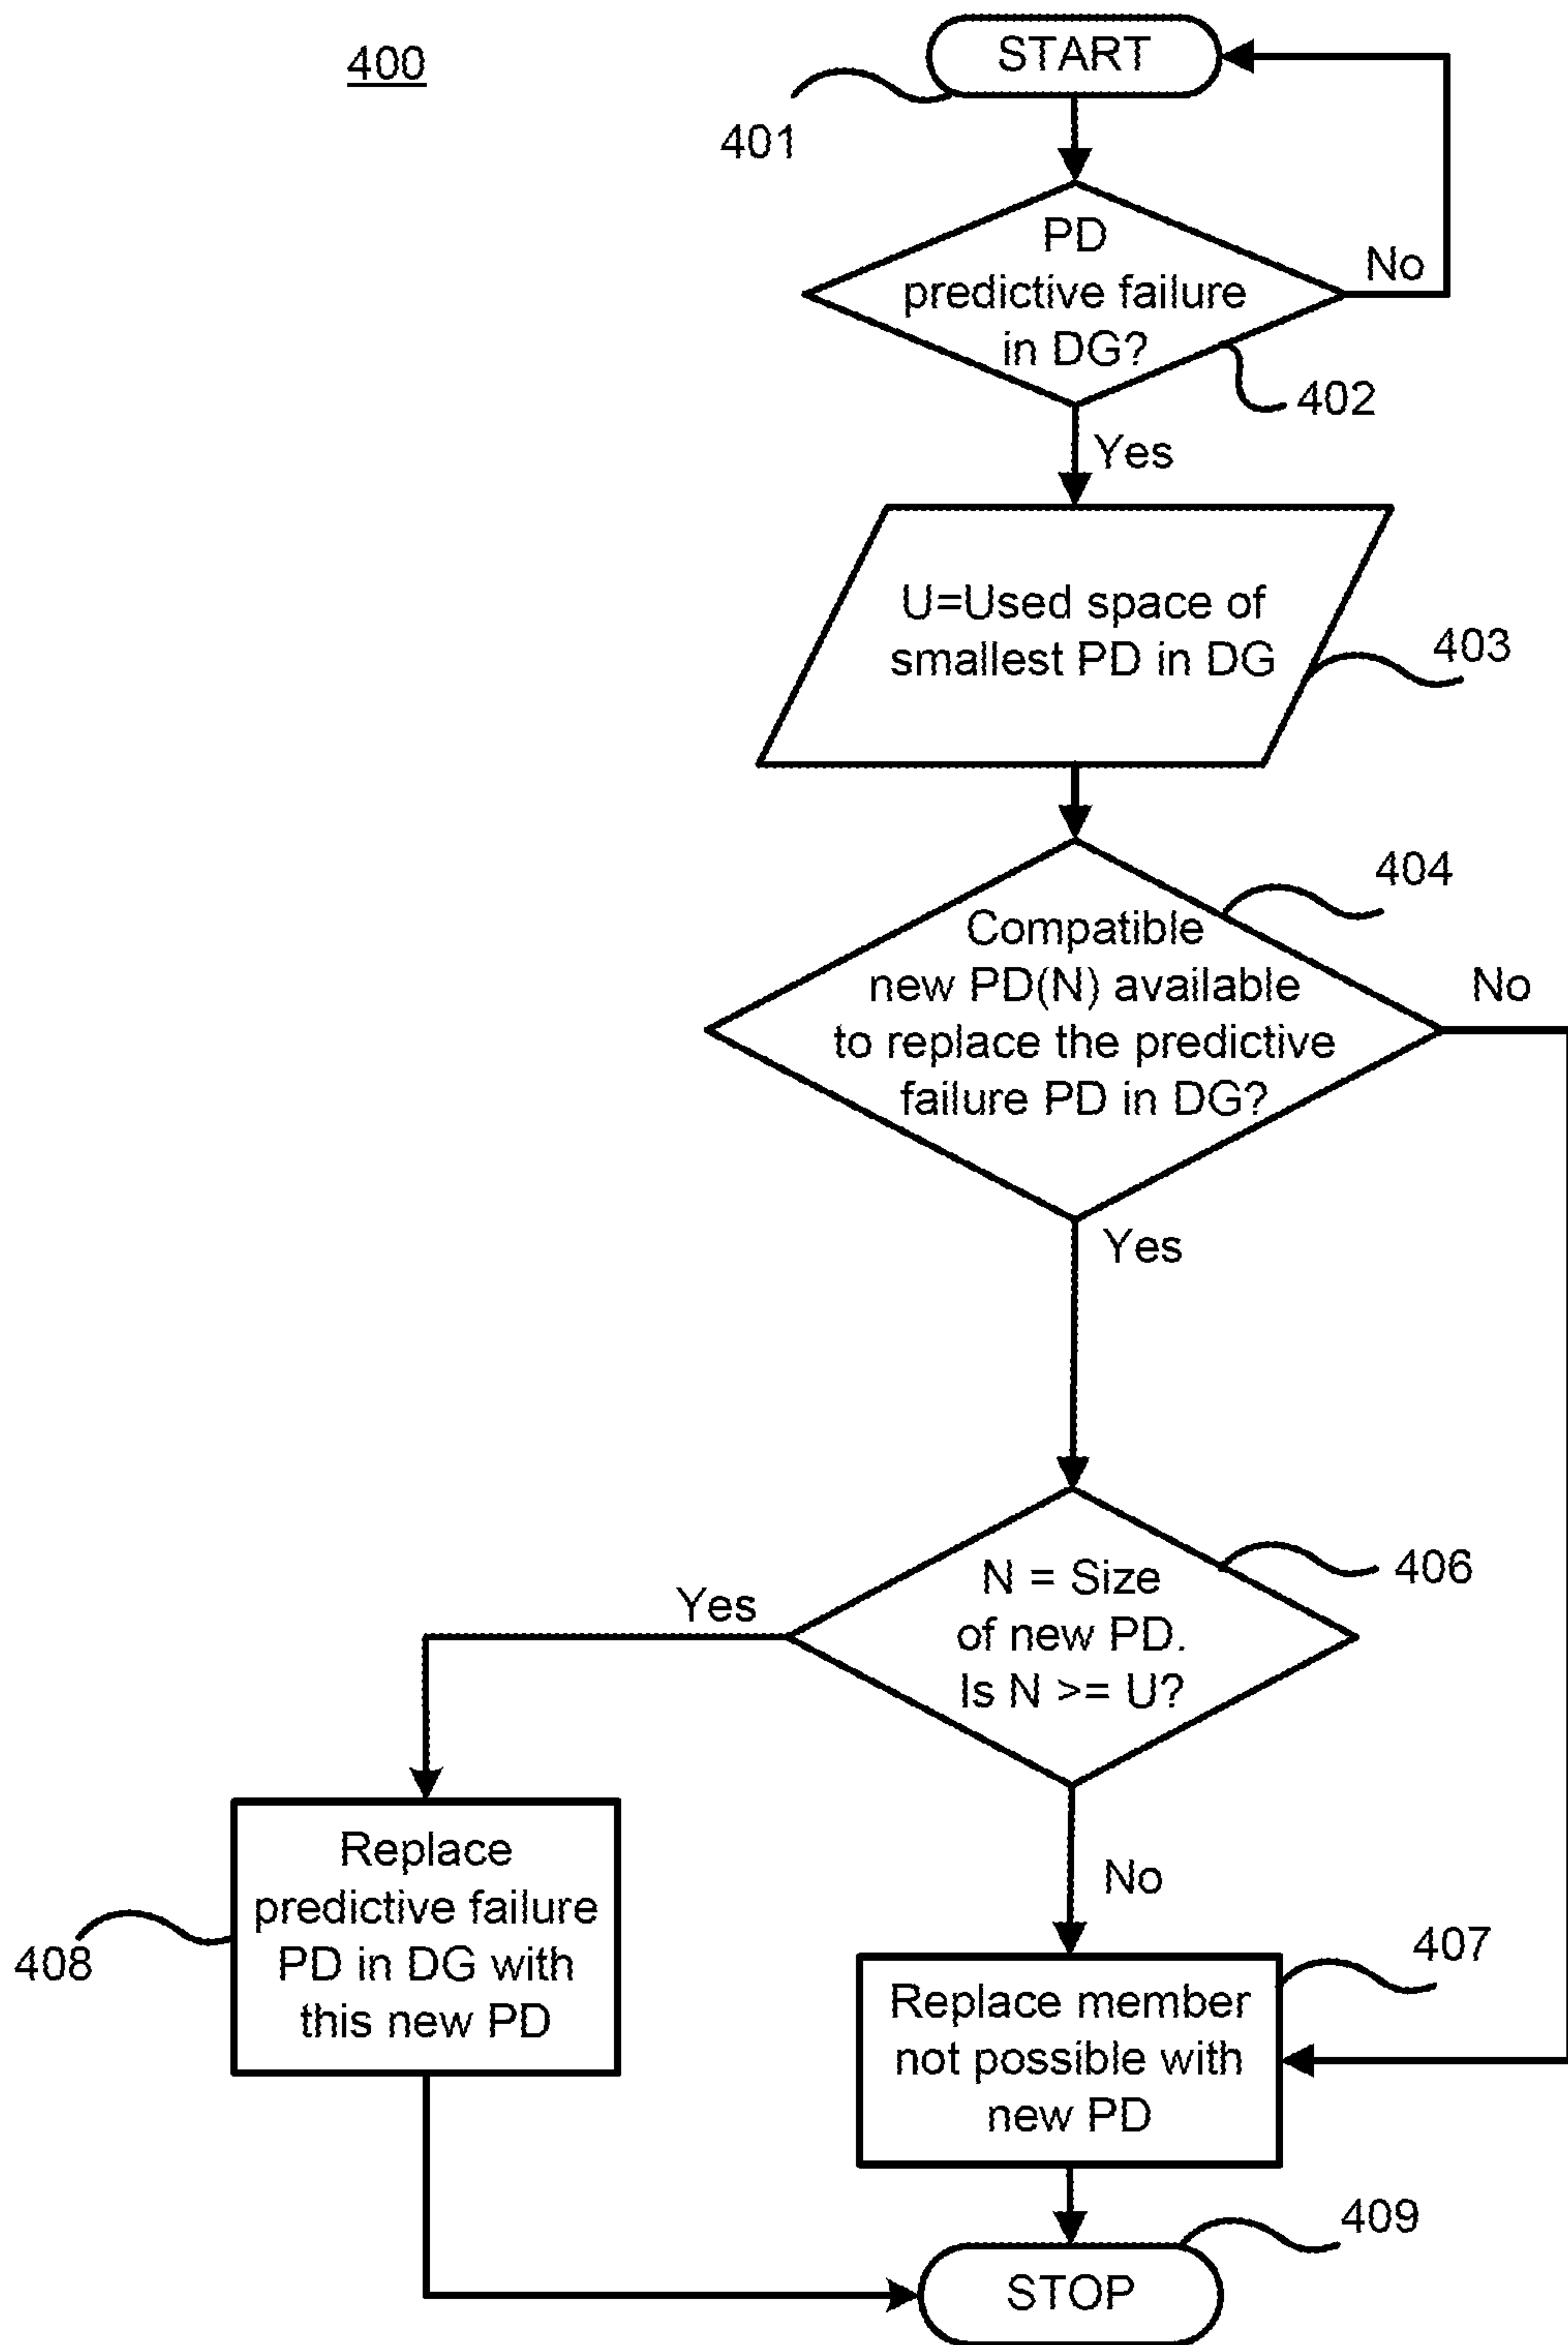 400
START
401
PD
predictive failure
in DG?
No
402
Yes
U=Used space of
smallest PD in DG
403
404
Compatible
new PD(N) available
to replace the predictive
failure PD in DG?
No
Yes
N = Size
of new PD.
Is N >= U?
406
Yes
No
Replace
predictive failure
PD in DG with
this new PD
408
407
Replace member
not possible with
new PD
409
STOP